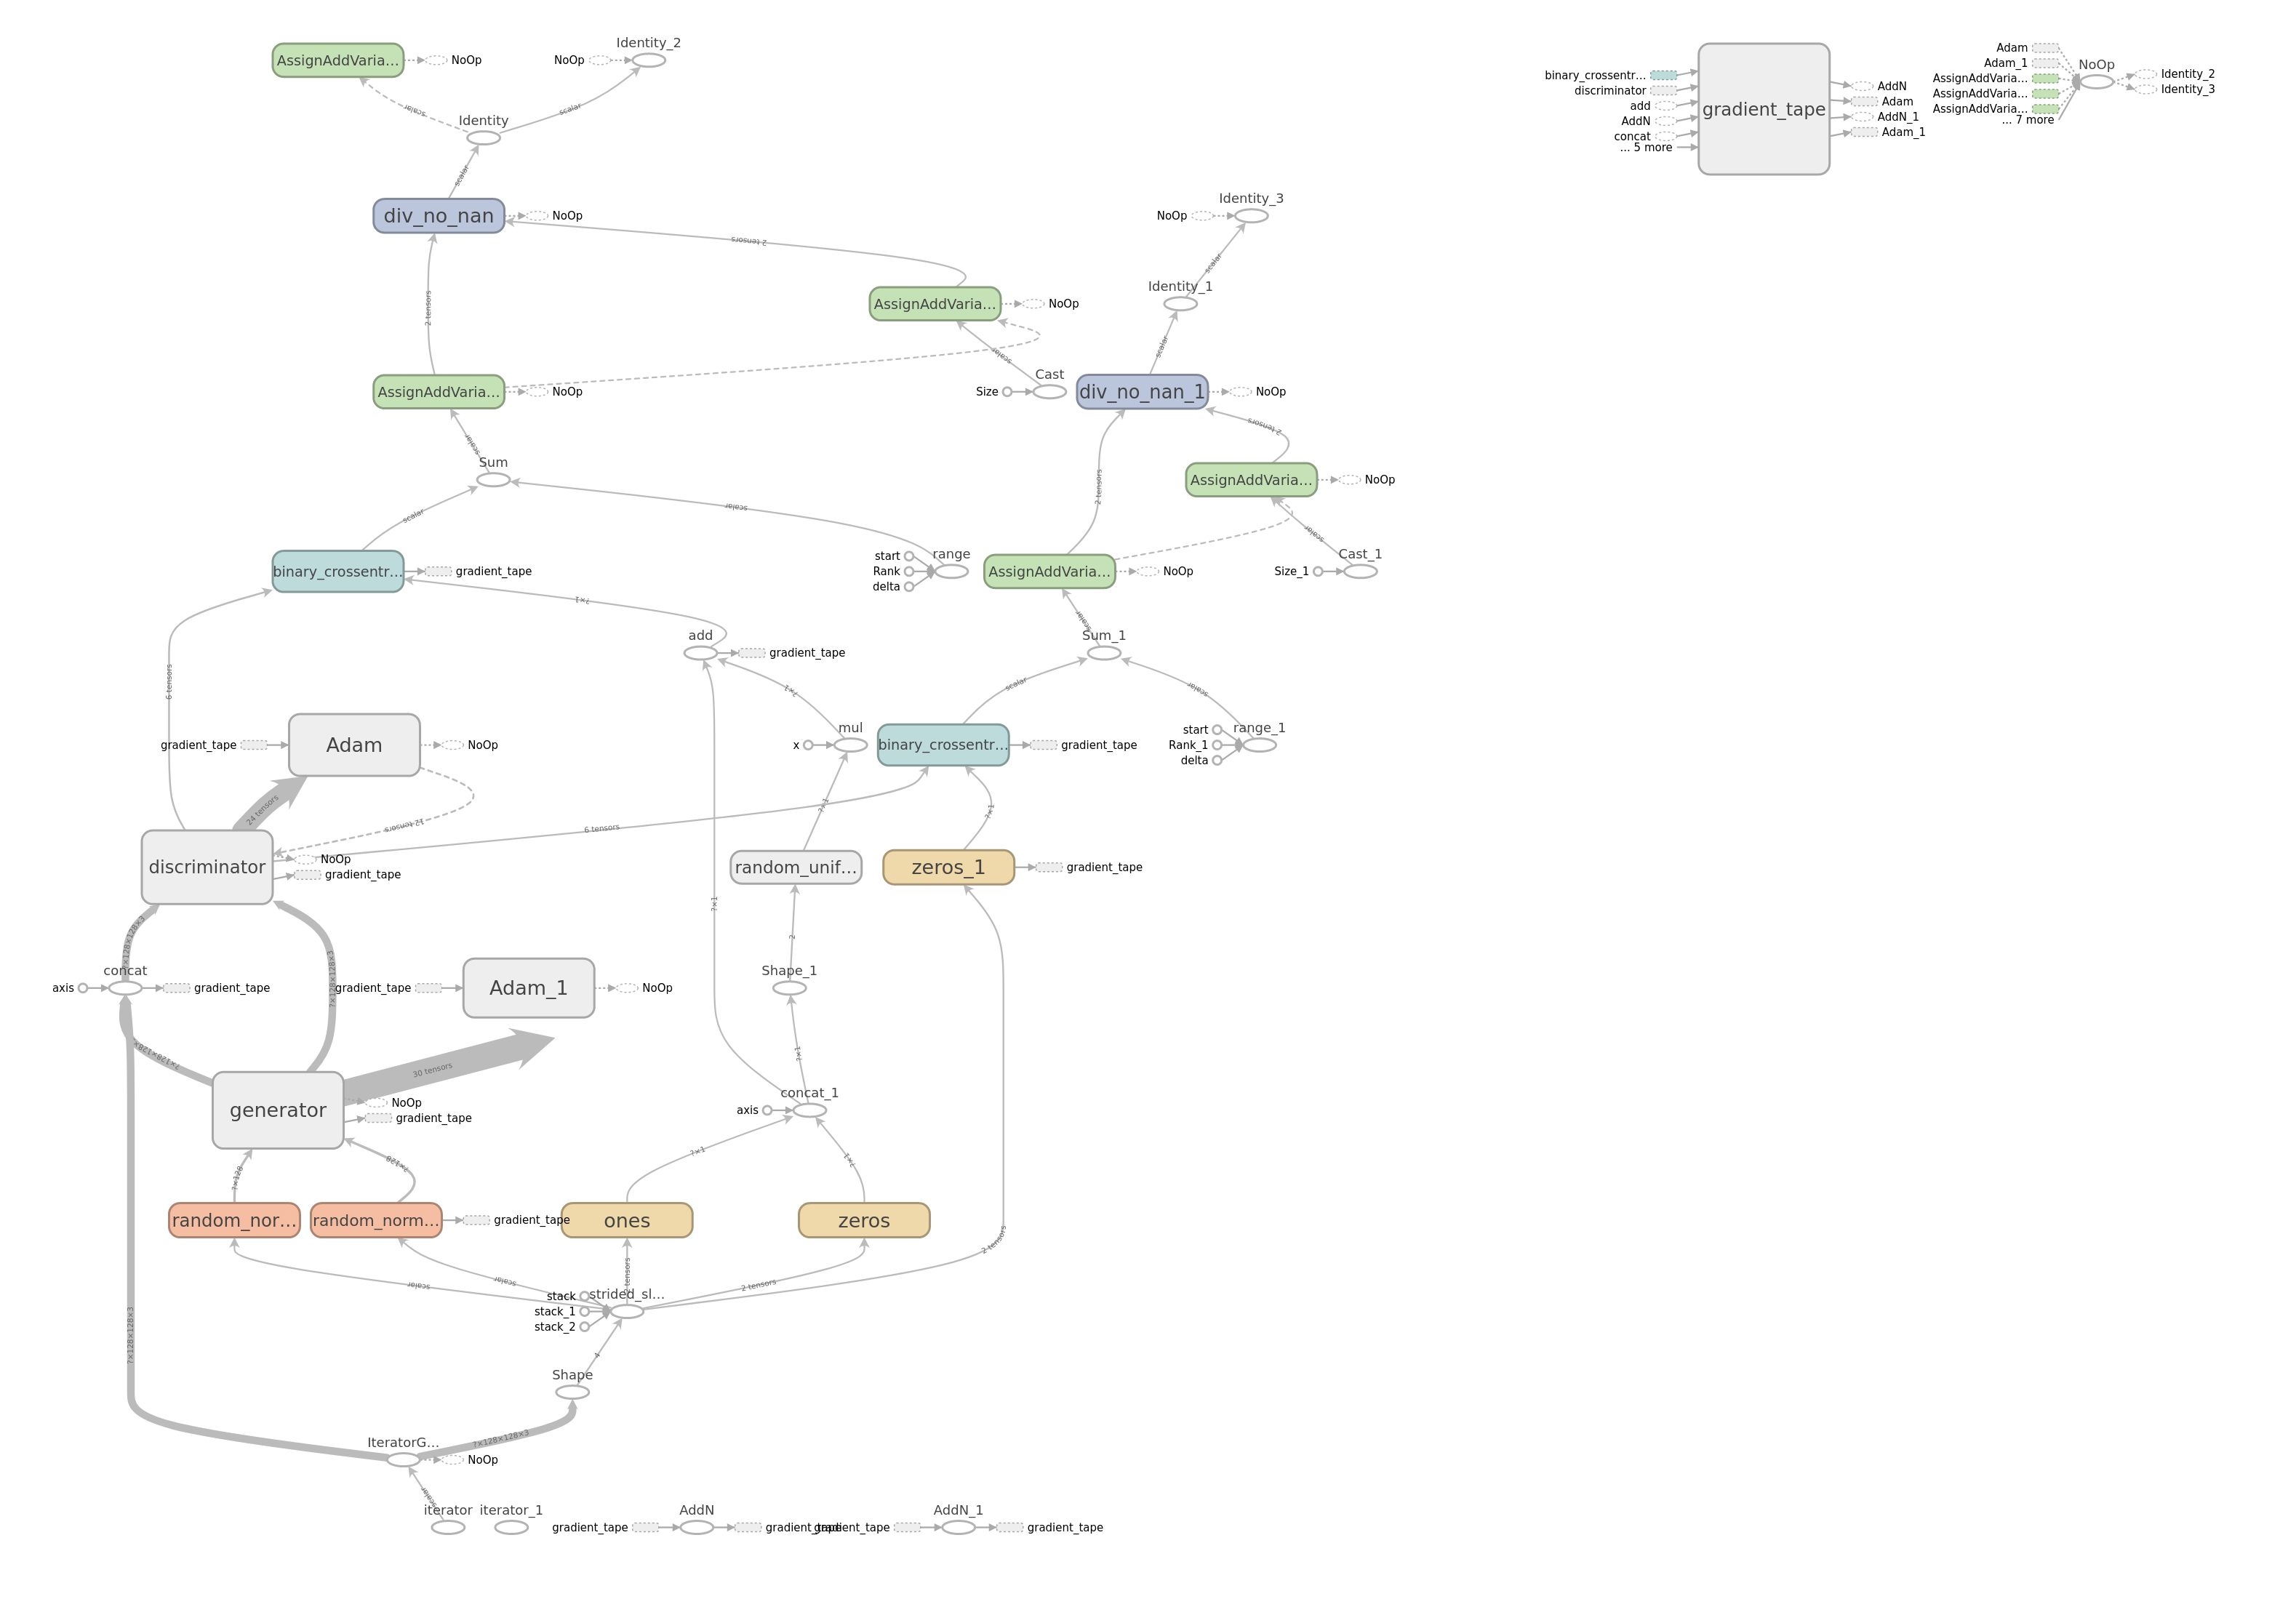 Identity_2
AssignAddVaria...
NoOp
NoOp
scalar
scalar
Identity
scalar
div_no_nan
NoOp
2 tensors
Identity_3
NoOp
scalar
Identity_1
AssignAddVaria...
NoOp
2 tensors
scalar
scalar
Cast
Size
AssignAddVaria...
NoOp
div_no_nan_1
NoOp
2 tensors
scalar
Sum
AssignAddVaria...
NoOp
2 tensors
scalar
scalar
scalar
Cast_1
Size_1
range
start
Rank
delta
AssignAddVaria...
NoOp
binary_crossentr...
gradient_tape
?×1
scalar
add
gradient_tape
Sum_1
6 tensors
?×1
scalar
scalar
mul
x
range_1
start
Rank_1
delta
binary_crossentr...
gradient_tape
gradient_tape
Adam
NoOp
24 tensors
12 tensors
6 tensors
?×1
?×1
discriminator
NoOp
gradient_tape
random_unif...
zeros_1
gradient_tape
?×1
2
?×128×128×3
?×128×128×3
concat
axis
gradient_tape
gradient_tape
Adam_1
NoOp
Shape_1
?×128×128×
30 tensors
?×1
generator
NoOp
gradient_tape
concat_1
axis
?×128
?×128
?×1
?×1
random_nor...
random_norm...
gradient_tape
ones
zeros
scalar
scalar
2 tensors
2 tensors
2 tensors
strided_sl...
stack
stack_1
stack_2
4
Shape
?×128×128×3
?×128×128×3
IteratorG...
NoOp
scalar
iterator
iterator_1
AddN
gradient_tape
gradient_tape
AddN_1
gradient_tape
gradient_tape
binary_crossentr...
discriminator
add
AddN
concat
... 5 more
gradient_tape
AddN
Adam
AddN_1
Adam_1
Adam
Adam_1
AssignAddVaria...
AssignAddVaria...
AssignAddVaria...
... 7 more
NoOp
Identity_2
Identity_3